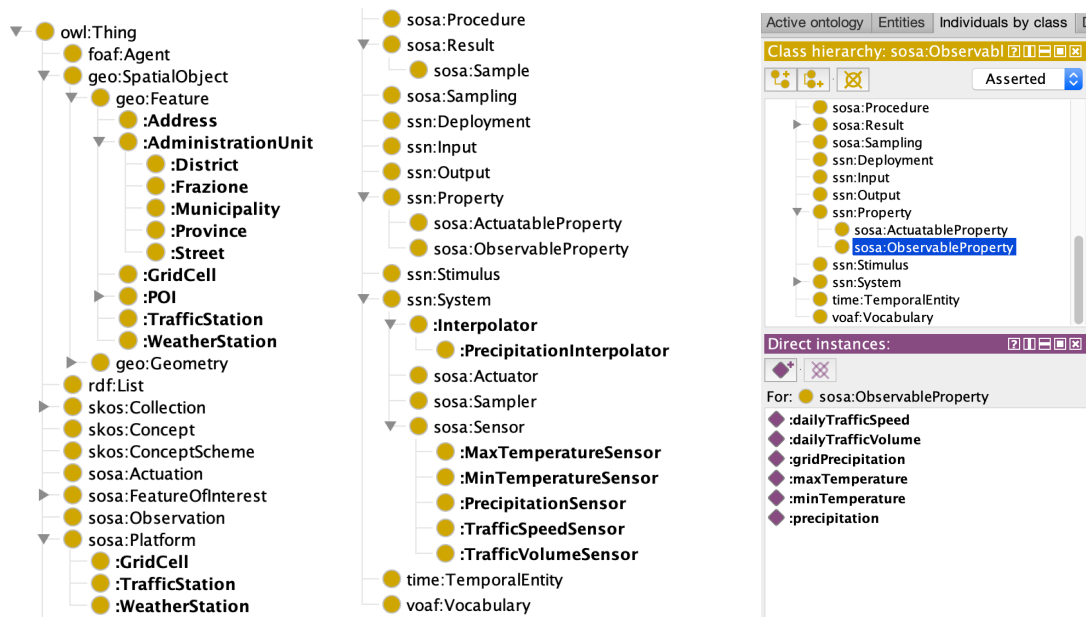 owl:Thing
foaf:Agent
geo:SpatialObject
geo:Feature
:Address
:AdministrationUnit
:District
:Frazione
:Municipality
:Province
:Street
:GridCell
:POI
:TrafficStation
:WeatherStation
geo:Geometry
rdf:List
skos:Collection
skos:Concept
skos:ConceptScheme
sosa:Actuation
sosa:FeatureOfInterest
sosa:Observation
sosa:Platform
:GridCell
:TrafficStation
:WeatherStation
sosa:Procedure
sosa:Result
sosa:Sample
sosa:Sampling
ssn:Deployment
ssn:Input
ssn:Output
ssn:Property
sosa:ActuatableProperty
sosa:ObservableProperty
ssn:Stimulus
ssn:System
:Interpolator
:PrecipitationInterpolator
sosa:Actuator
sosa:Sampler
sosa:Sensor
:MaxTemperatureSensor
:MinTemperatureSensor
:PrecipitationSensor
:TrafficSpeedSensor
:TrafficVolumeSensor
time:TemporalEntity
voaf:Vocabulary
Active ontology Entities Individuals by class
Class hierarchy: sosa:Observabl
Asserted
sosa:Procedure
sosa:Result
sosa:Sampling
ssn:Deployment
ssn:Input
ssn:Output
ssn:Property
sosa:ActuatableProperty
sosa:ObservableProperty
ssn:Stimulus
ssn:System
time:TemporalEntity
voaf:Vocabulary
Direct instances:
For: sosa:ObservableProperty
:dailyTrafficSpeed
:dailyTrafficVolume
:gridPrecipitation
:maxTemperature
:minTemperature
:precipitation